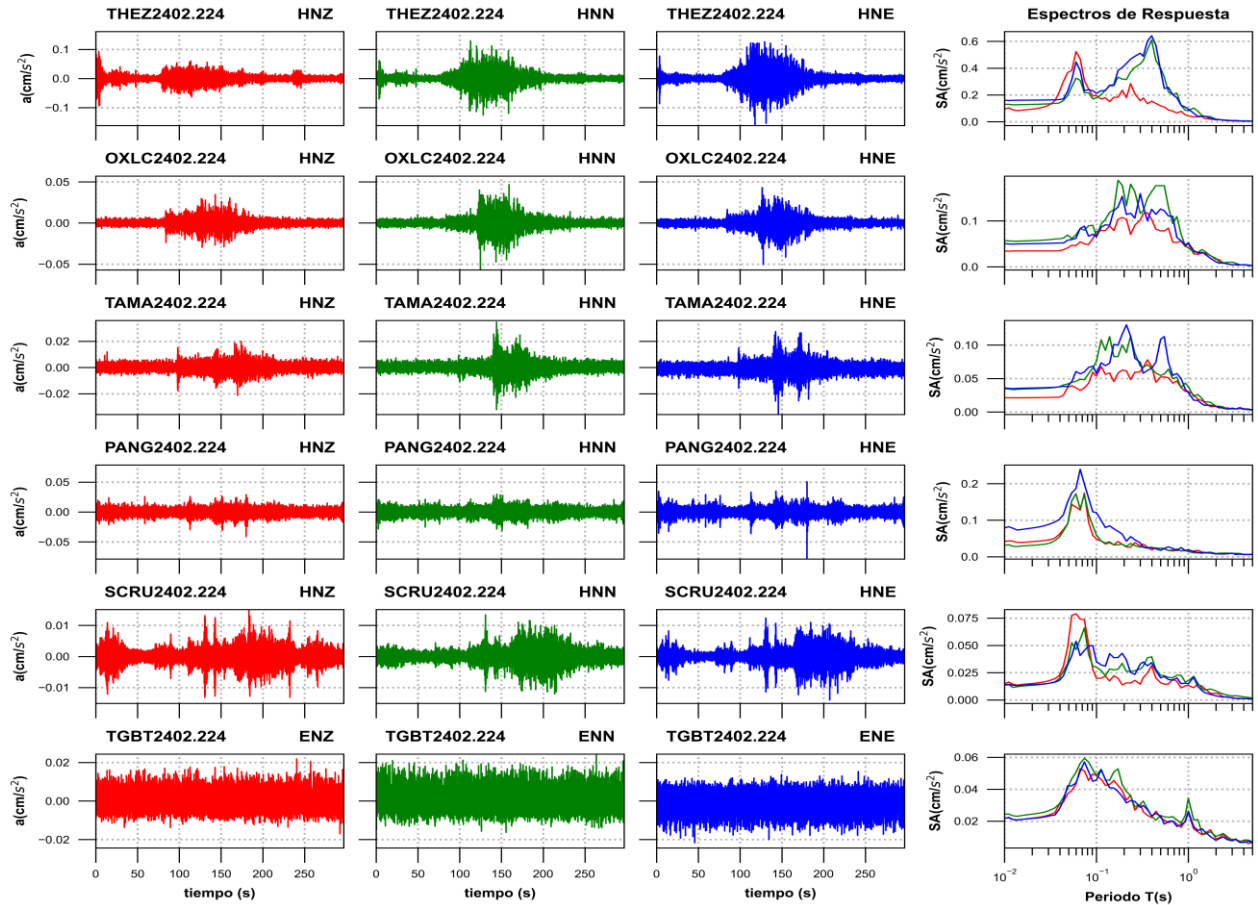 THEZ2402.224 HNZ THEZ2402.224 HNN THEZ2402.224 HNE Espectros de Respuesta
a(cm/s²)
0.1
0.0
−0.1
SA(cm/s²)
0.6
0.4
0.2
0.0
OXLC2402.224 HNZ OXLC2402.224 HNN OXLC2402.224 HNE
a(cm/s²)
0.05
0.00
−0.05
SA(cm/s²)
0.1
0.0
TAMA2402.224 HNZ TAMA2402.224 HNN TAMA2402.224 HNE
a(cm/s²)
0.02
0.00
−0.02
SA(cm/s²)
0.10
0.05
0.00
PANG2402.224 HNZ PANG2402.224 HNN PANG2402.224 HNE
a(cm/s²)
0.05
0.00
−0.05
SA(cm/s²)
0.2
0.1
0.0
SCRU2402.224 HNZ SCRU2402.224 HNN SCRU2402.224 HNE
a(cm/s²)
0.01
0.00
−0.01
SA(cm/s²)
0.075
0.050
0.025
0.000
TGBT2402.224 ENZ TGBT2402.224 ENN TGBT2402.224 ENE
a(cm/s²)
0.02
0.00
−0.02
SA(cm/s²)
0.06
0.04
0.02
0 50 100 150 200 250 0 50 100 150 200 250 0 50 100 150 200 250 10⁻² 10⁻¹ 10⁰
tiempo (s) tiempo (s) tiempo (s) Periodo T(s)